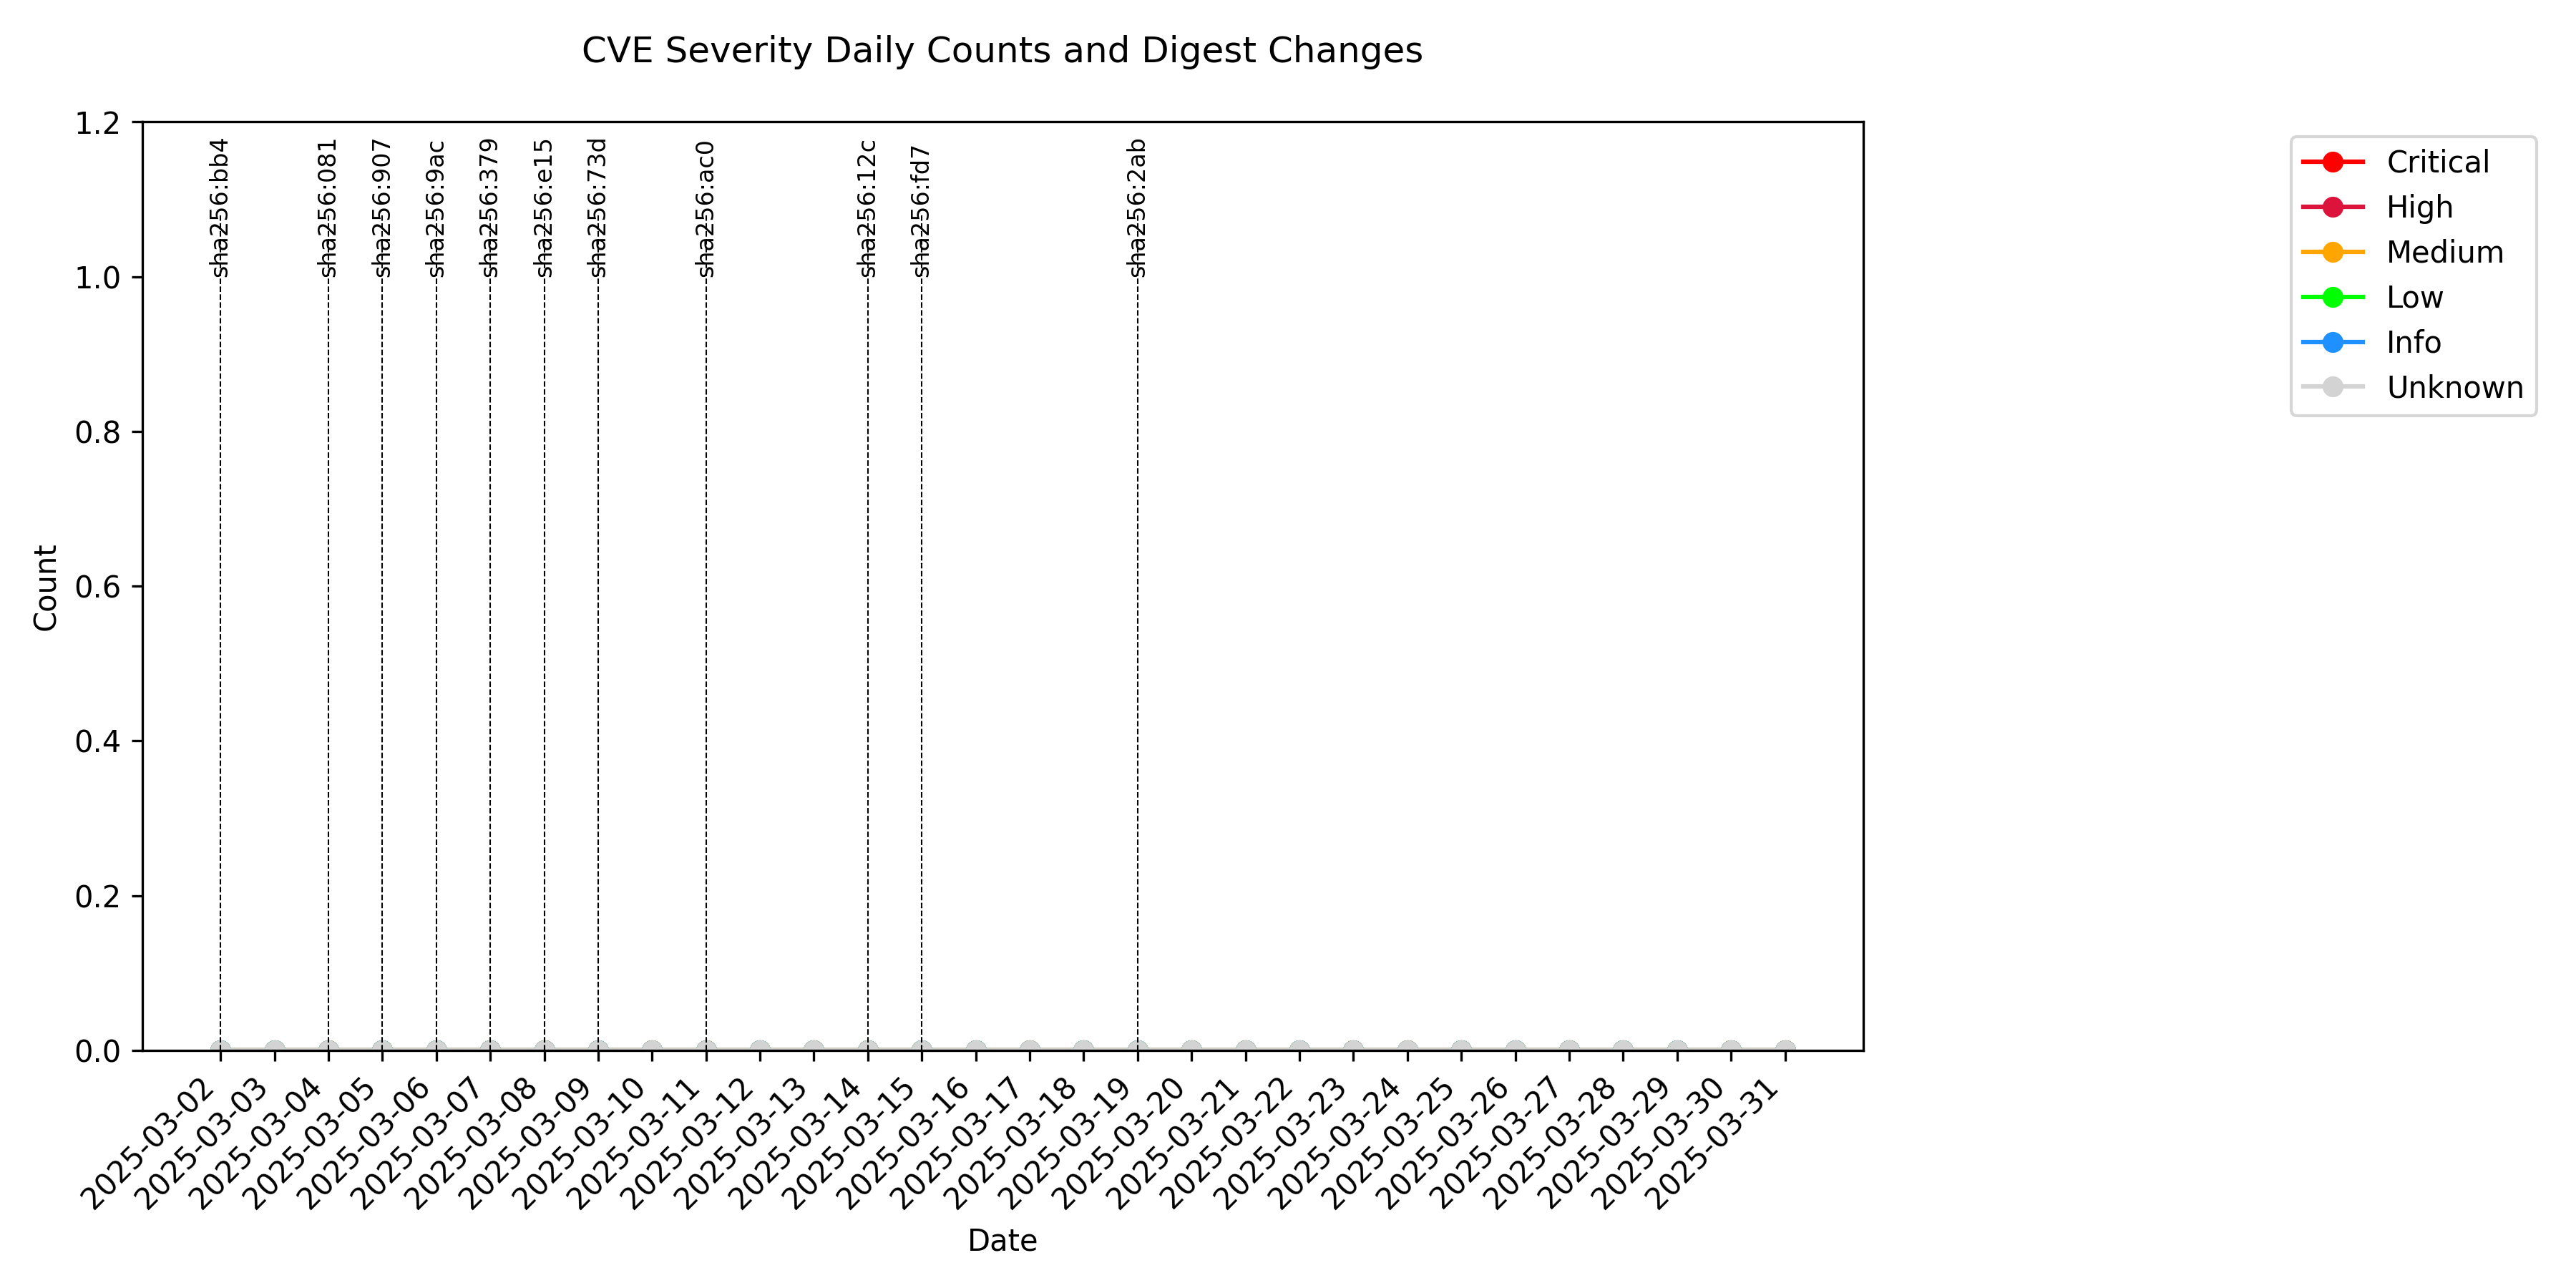 CVE Severity Daily Counts and Digest Changes
1.2
1.0
0.8
0.6
0.4
0.2
0.0
Count
sha256:bb4
sha256:081
sha256:907
sha256:9ac
sha256:379
sha256:e15
sha256:73d
sha256:ac0
sha256:12c
sha256:fd7
sha256:2ab
2025-03-02
2025-03-03
2025-03-04
2025-03-05
2025-03-06
2025-03-07
2025-03-08
2025-03-09
2025-03-10
2025-03-11
2025-03-12
2025-03-13
2025-03-14
2025-03-15
2025-03-16
2025-03-17
2025-03-18
2025-03-19
2025-03-20
2025-03-21
2025-03-22
2025-03-23
2025-03-24
2025-03-25
2025-03-26
2025-03-27
2025-03-28
2025-03-29
2025-03-30
2025-03-31
Date
Critical
High
Medium
Low
Info
Unknown